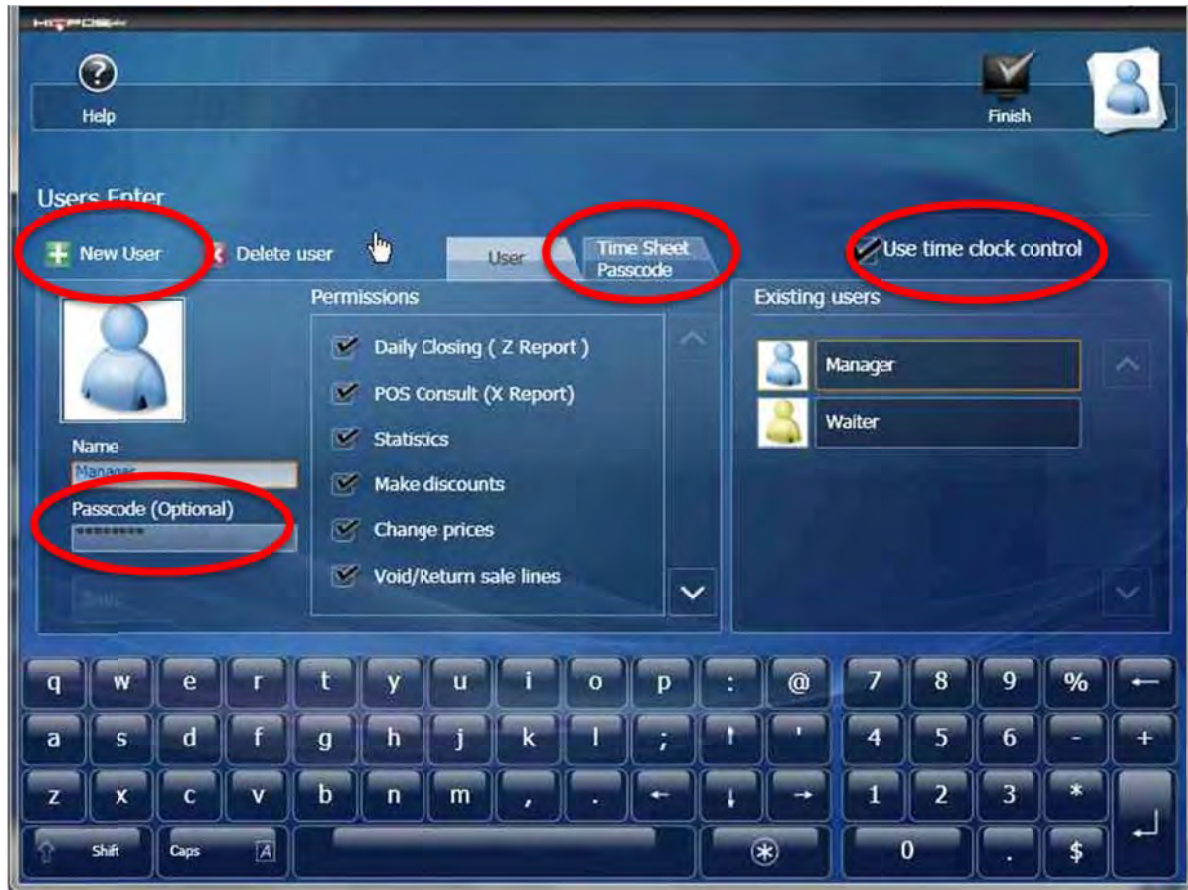 Help
Finish
Users Enter
New User
Delete user
User
Time Sheet
Passcode
Use time clock control
Permissions
Existing users
Daily Closing ( Z Report )
POS Consult (X Report)
Statistics
Make discounts
Change prices
Void/Return sale lines
Manager
Waiter
Name
Manager
Passcode (Optional)
********
Save
q w e r t y u i o p : @ 7 8 9 % ←
a s d f g h j k l ; ↑ ' 4 5 6 - +
z x c v b n m , . ← ↓ → 1 2 3 * ↵
⇧ Shift Caps A ⊛ 0 . $